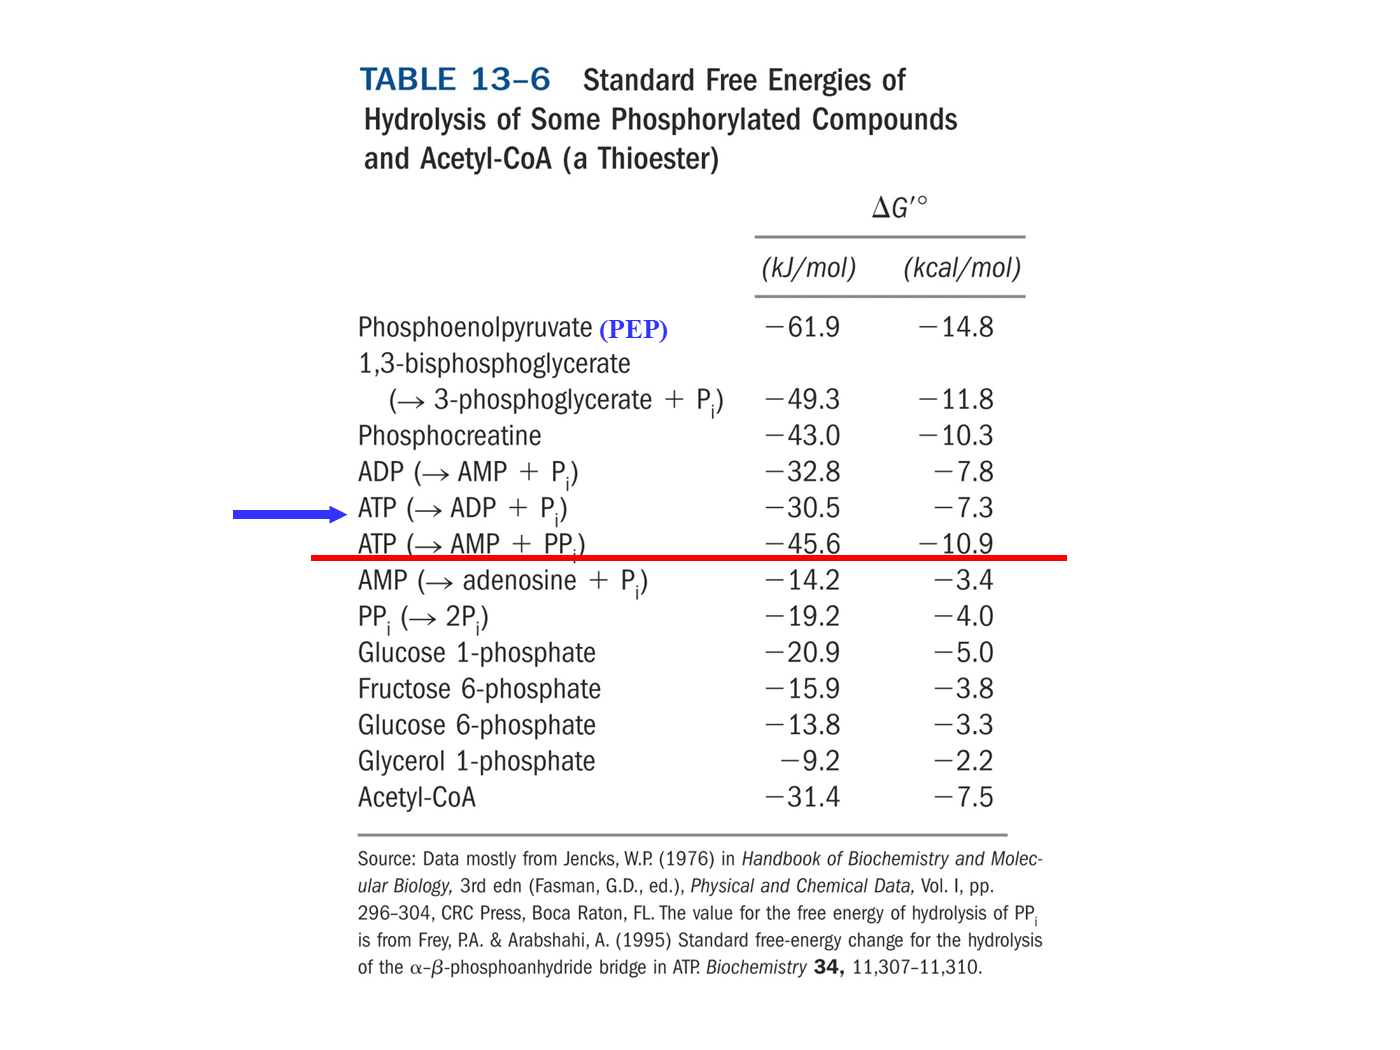 TABLE 13–6 Standard Free Energies of
Hydrolysis of Some Phosphorylated Compounds
and Acetyl-CoA (a Thioester)
ΔG′°
(kJ/mol) (kcal/mol)
Phosphoenolpyruvate (PEP) −61.9 −14.8
1,3-bisphosphoglycerate
(→ 3-phosphoglycerate + Pi) −49.3 −11.8
Phosphocreatine −43.0 −10.3
ADP (→ AMP + Pi) −32.8 −7.8
ATP (→ ADP + Pi) −30.5 −7.3
ATP (→ AMP + PPi) −45.6 −10.9
AMP (→ adenosine + Pi) −14.2 −3.4
PPi (→ 2Pi) −19.2 −4.0
Glucose 1-phosphate −20.9 −5.0
Fructose 6-phosphate −15.9 −3.8
Glucose 6-phosphate −13.8 −3.3
Glycerol 1-phosphate −9.2 −2.2
Acetyl-CoA −31.4 −7.5
Source: Data mostly from Jencks, W.P. (1976) in Handbook of Biochemistry and Molec-
ular Biology, 3rd edn (Fasman, G.D., ed.), Physical and Chemical Data, Vol. I, pp.
296–304, CRC Press, Boca Raton, FL. The value for the free energy of hydrolysis of PPi
is from Frey, P.A. & Arabshahi, A. (1995) Standard free-energy change for the hydrolysis
of the α–β-phosphoanhydride bridge in ATP. Biochemistry 34, 11,307–11,310.